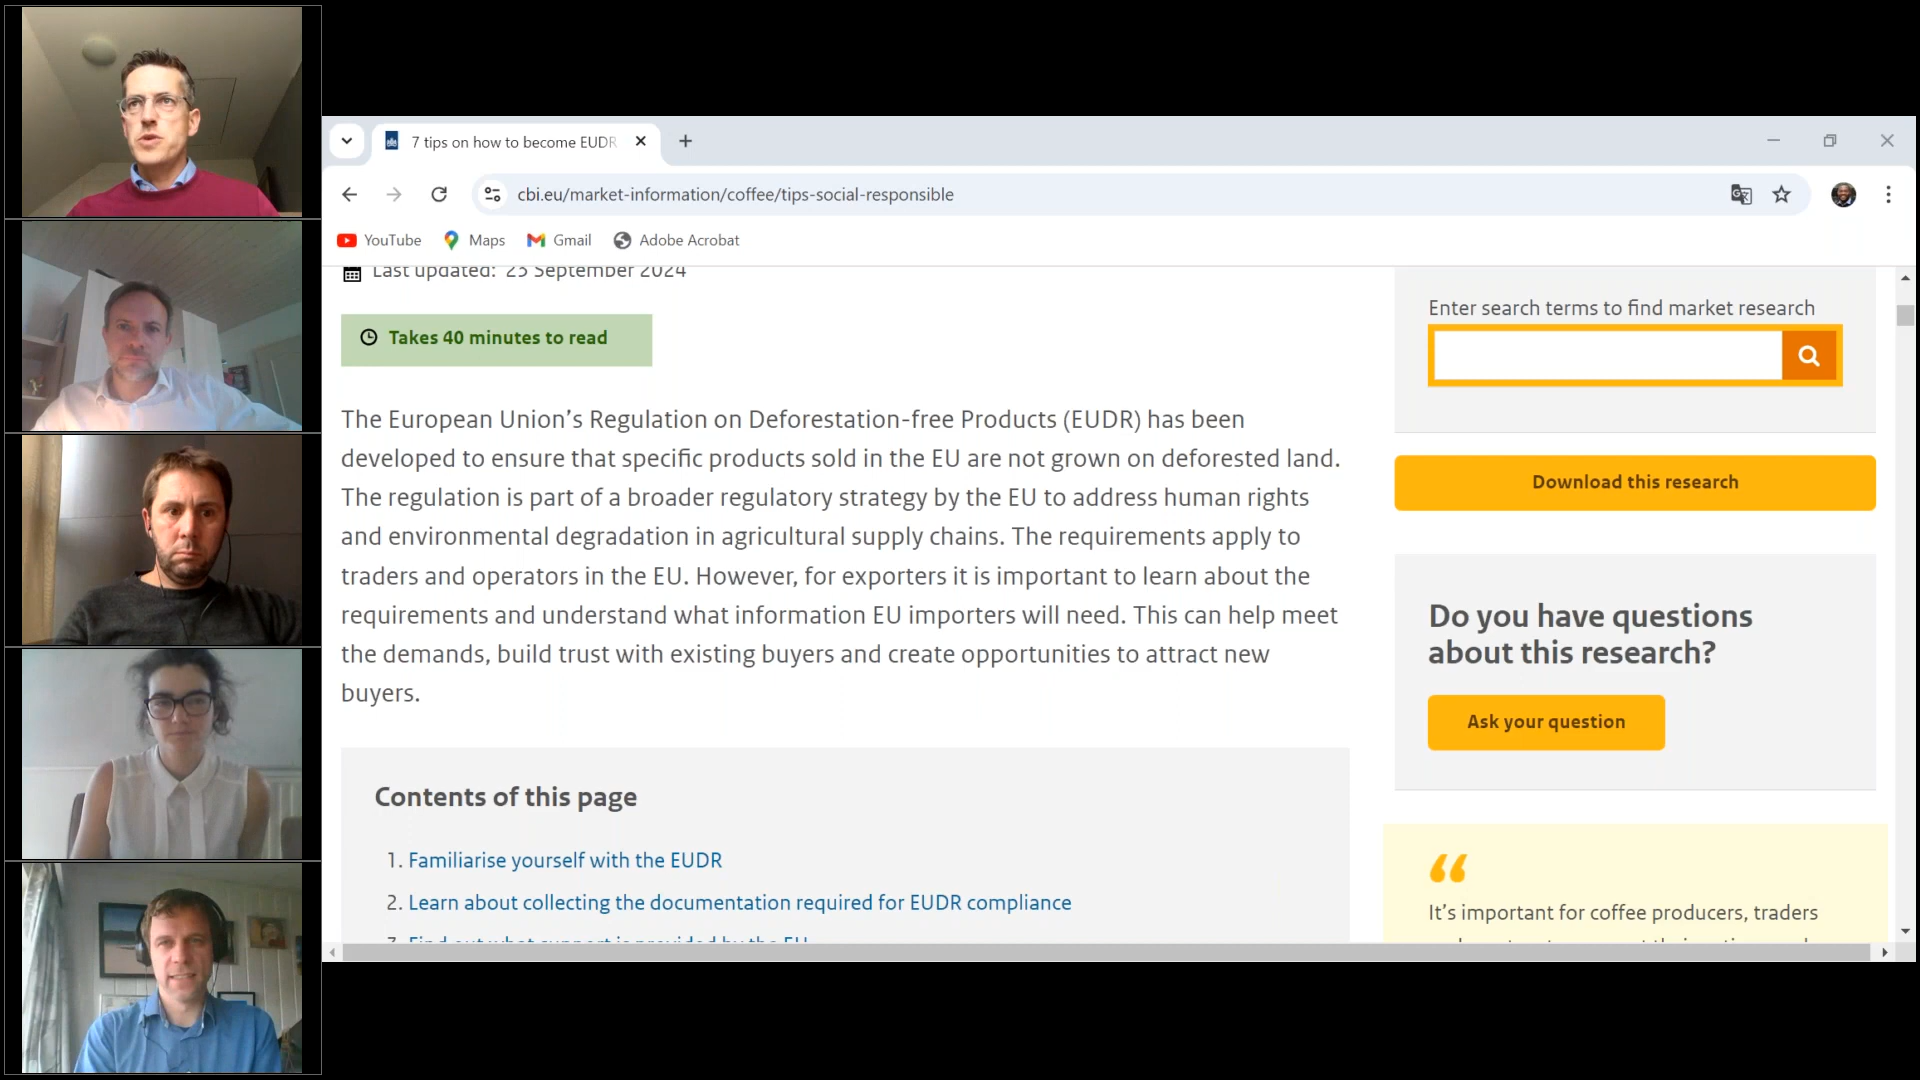 7 tips on how to become EUDR
cbi.eu/market-information/coffee/tips-social-responsible
YouTube
Maps
Gmail
Adobe Acrobat
Last updated: 25 September 2024
Takes 40 minutes to read
The European Union’s Regulation on Deforestation-free Products (EUDR) has been
developed to ensure that specific products sold in the EU are not grown on deforested land.
The regulation is part of a broader regulatory strategy by the EU to address human rights
and environmental degradation in agricultural supply chains. The requirements apply to
traders and operators in the EU. However, for exporters it is important to learn about the
requirements and understand what information EU importers will need. This can help meet
the demands, build trust with existing buyers and create opportunities to attract new
buyers.
Contents of this page
1. Familiarise yourself with the EUDR
2. Learn about collecting the documentation required for EUDR compliance
3. Find out what support is provided by the EU
Enter search terms to find market research
Download this research
Do you have questions
about this research?
Ask your question
“
It’s important for coffee producers, traders